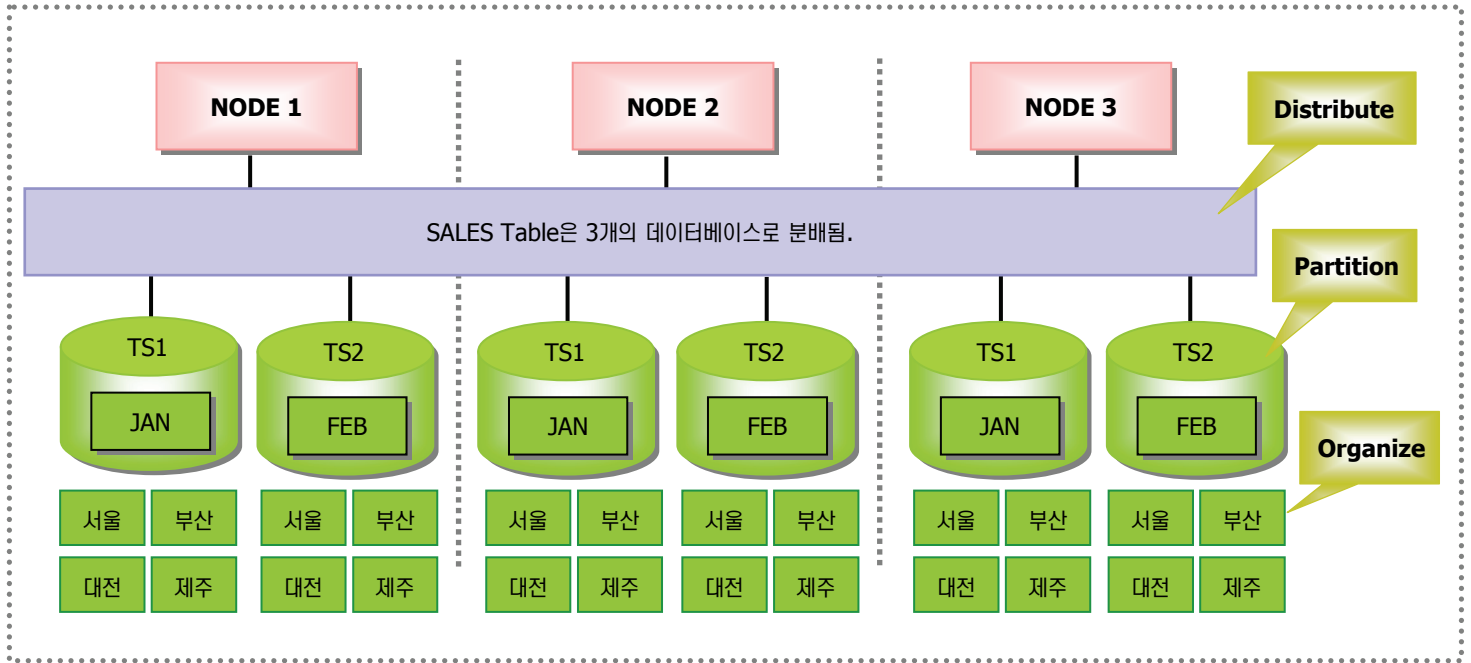 NODE 1
NODE 2
NODE 3
Distribute
SALES Table은 3개의 데이터베이스로 분배됨.
Partition
TS1
TS2
TS1
TS2
TS1
TS2
JAN
FEB
JAN
FEB
JAN
FEB
Organize
서울 부산 서울 부산 서울 부산 서울 부산 서울 부산 서울 부산
대전 제주 대전 제주 대전 제주 대전 제주 대전 제주 대전 제주